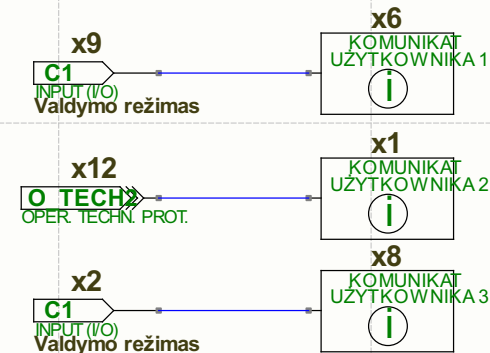 x9
x6
C1
INPUT (I/O)
Valdymo režimas
KOMUNIKAT
UŻYTKOWNIKA 1
i
x12
x1
O_TECH2
OPER. TECHN. PROT.
KOMUNIKAT
UŻYTKOWNIKA 2
i
x2
x8
C1
INPUT (I/O)
Valdymo režimas
KOMUNIKAT
UŻYTKOWNIKA 3
i